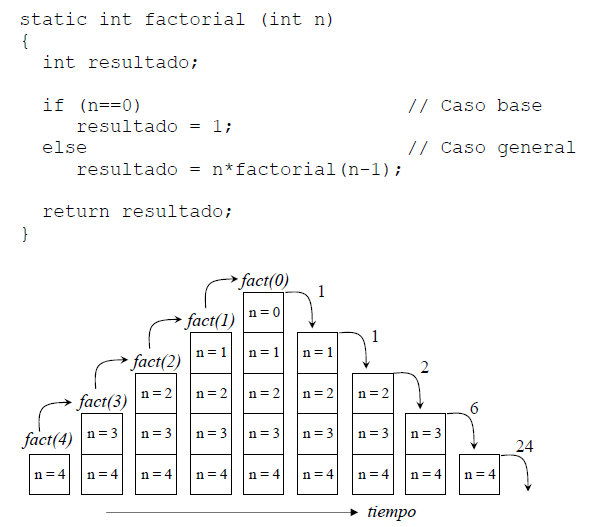 static int factorial (int n)
{
int resultado;
if (n==0) // Caso base
resultado = 1;
else // Caso general
resultado = n*factorial(n-1);
return resultado;
}
fact(0)
1
n = 0
fact(1)
1
n = 1 n = 1 n = 1
fact(2)
2
n = 2 n = 2 n = 2 n = 2 n = 2
fact(3)
6
n = 3 n = 3 n = 3 n = 3 n = 3 n = 3 n = 3
fact(4)
24
n = 4 n = 4 n = 4 n = 4 n = 4 n = 4 n = 4 n = 4 n = 4
tiempo